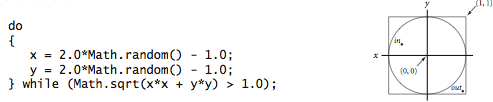 do
{
x = 2.0*Math.random() - 1.0;
y = 2.0*Math.random() - 1.0;
} while (Math.sqrt(x*x + y*y) > 1.0);
y
(1, 1)
in
x
(0, 0)
out